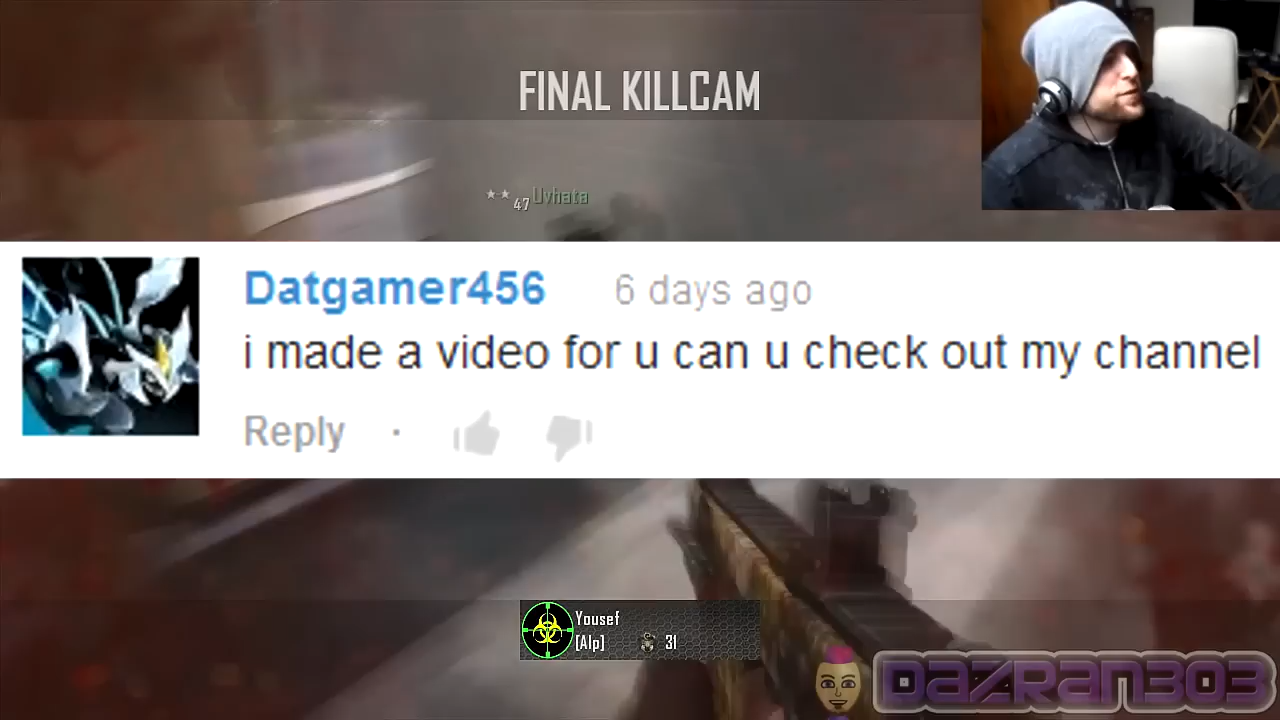 FINAL KILLCAM
47 Uvhata
Datgamer456 6 days ago
i made a video for u can u check out my channel
Reply ·
Yousef
[Alp] 31
DAZRAN303